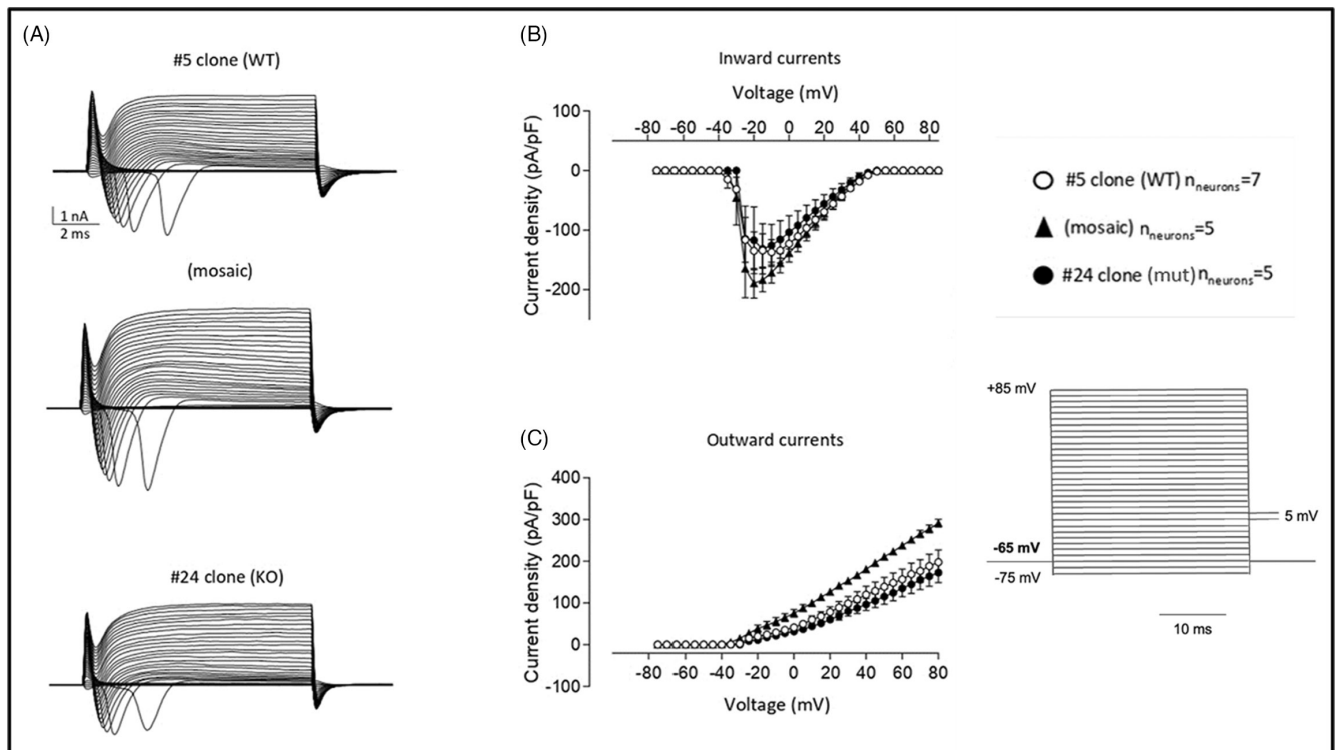 (A)
#5 clone (WT)
1 nA
2 ms
(mosaic)
#24 clone (KO)
(B)
Inward currents
Voltage (mV)
-80 -60 -40 -20 0 20 40 60 80
Current density (pA/pF)
100
0
-100
-200
#5 clone (WT) nneurons=7
(mosaic) nneurons=5
#24 clone (mut) nneurons=5
(C)
Outward currents
Current density (pA/pF)
400
300
200
100
0
-100
-80 -60 -40 -20 0 20 40 60 80
Voltage (mV)
+85 mV
5 mV
-65 mV
-75 mV
10 ms